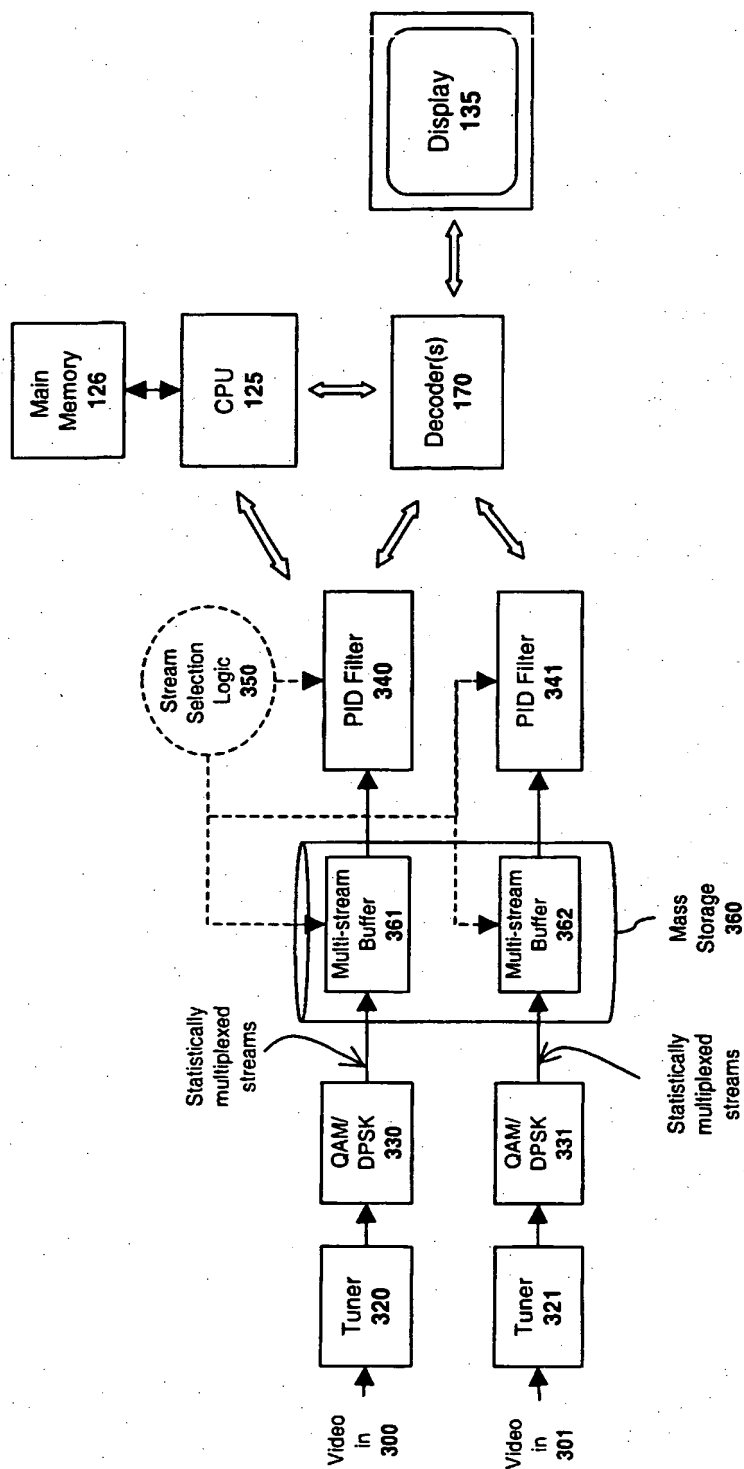 Video
in
300
Tuner
320
QAM/
DPSK
330
Statistically
multiplexed
streams
Multi-stream
Buffer
361
Stream
Selection
Logic
350
PID Filter
340
Main
Memory
126
CPU
125
Decoder(s)
170
Display
135
Video
in
301
Tuner
321
QAM/
DPSK
331
Statistically
multiplexed
streams
Multi-stream
Buffer
362
Mass
Storage
360
PID Filter
341